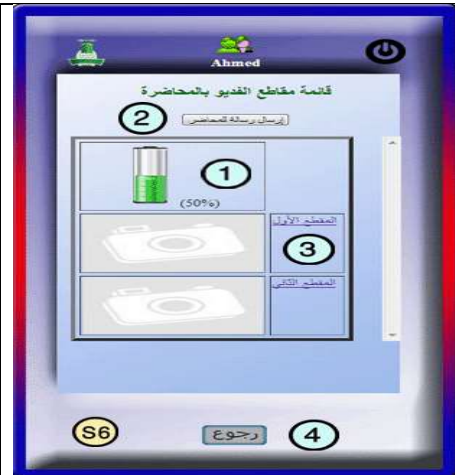 Ahmed
قائمة مقاطع الفديو بالمحاضرة
2
إرسال رسالة للمحاضر
1
(50%)
المقطع الأول
3
المقطع الثاني
S6
رجوع
4